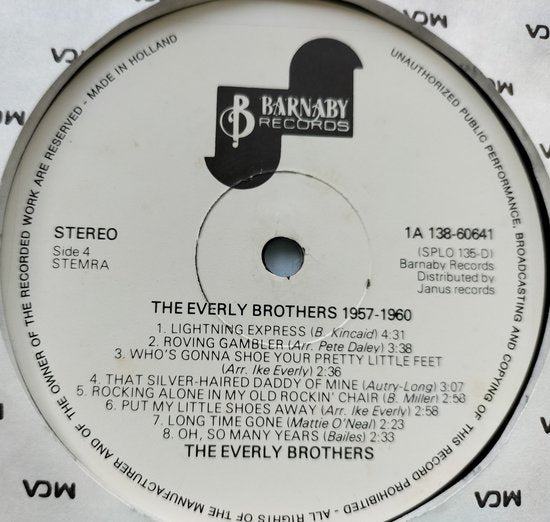 BARNABY
RECORDS
STEREO
Side 4
STEMRA
1A 138-60641
(SPLO 135-D)
Barnaby Records
Distributed by
Janus records
THE EVERLY BROTHERS 1957-1960
1. LIGHTNING EXPRESS (B. Kincaid) 4:31
2. ROVING GAMBLER (Arr. Pete Daley) 3:38
3. WHO'S GONNA SHOE YOUR PRETTY LITTLE FEET
(Arr. Ike Everly) 2:36
4. THAT SILVER-HAIRED DADDY OF MINE (Autry-Long) 3:07
5. ROCKING ALONE IN MY OLD ROCKIN' CHAIR (B. Miller) 2:58
6. PUT MY LITTLE SHOES AWAY (Arr. Ike Everly) 2:58
7. LONG TIME GONE (Mattie O'Neal) 2:23
8. OH, SO MANY YEARS (Bailes) 2:33
THE EVERLY BROTHERS
- ALL RIGHTS OF THE MANUFACTURER AND OF THE OWNER OF THE RECORDED WORK ARE RESERVED - MADE IN HOLLAND
UNAUTHORIZED PUBLIC PERFORMANCE, BROADCASTING AND COPYING OF THIS RECORD PROHIBITED
MCA
MCA
MCA
MCA
MCA